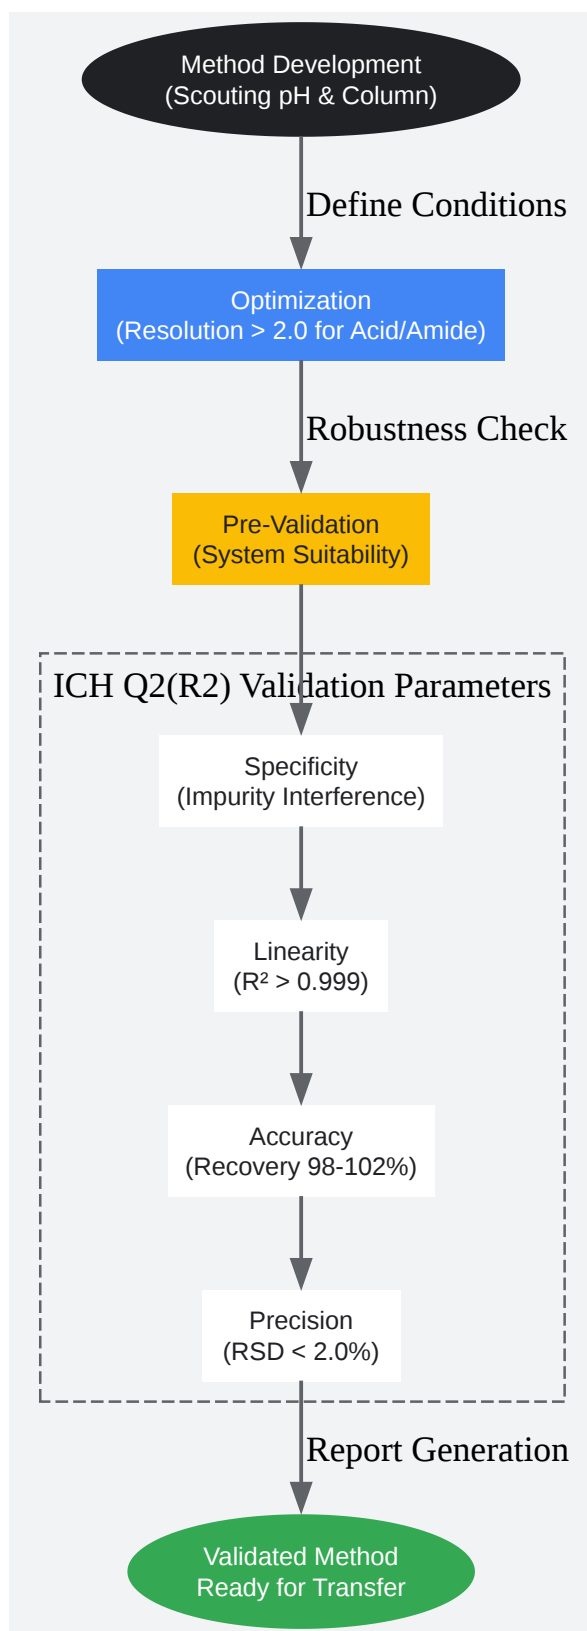 Method Development
(Scouting pH & Column)
Define Conditions
Optimization
(Resolution > 2.0 for Acid/Amide)
Robustness Check
Pre-Validation
(System Suitability)
ICH Q2(R2) Validation Parameters
Specificity
(Impurity Interference)
Linearity
(R² > 0.999)
Accuracy
(Recovery 98-102%)
Precision
(RSD < 2.0%)
Report Generation
Validated Method
Ready for Transfer